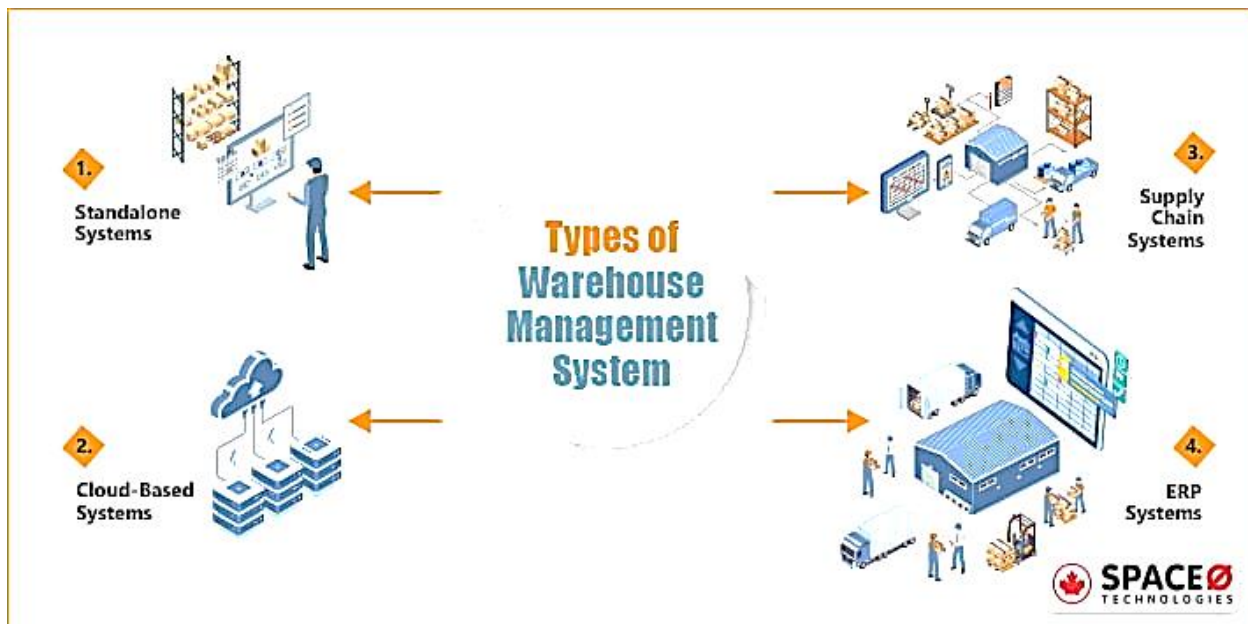 Types of
Warehouse
Management
System
1.
Standalone
Systems
2.
Cloud-Based
Systems
3.
Supply
Chain
Systems
4.
ERP
Systems
SPACEØ
TECHNOLOGIES